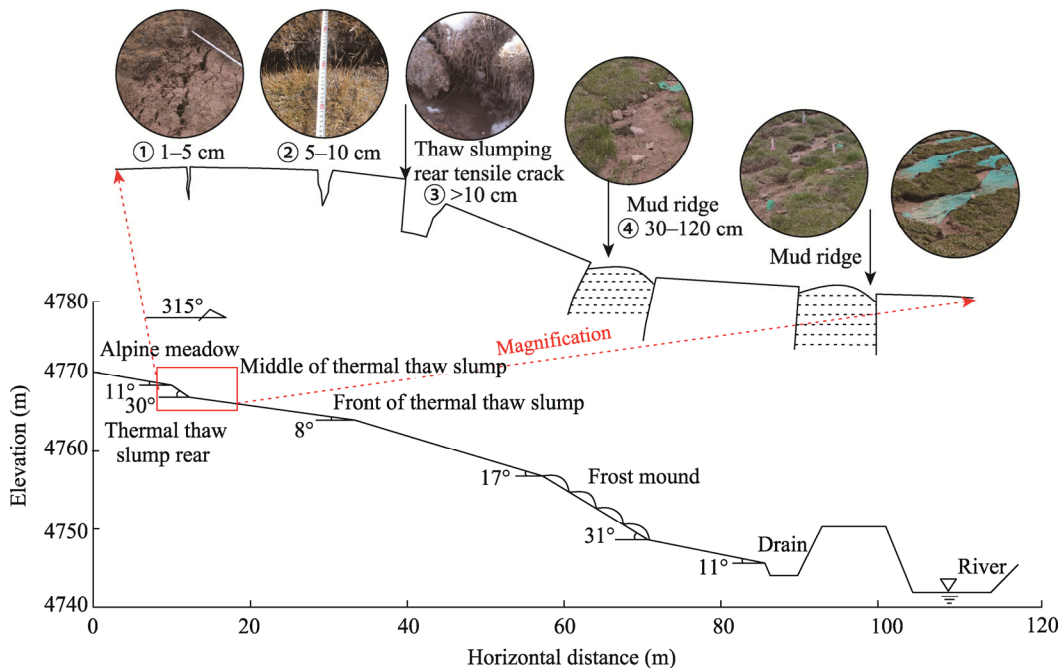 ① 1–5 cm
② 5–10 cm
Thaw slumping
rear tensile crack
③ >10 cm
Mud ridge
④ 30–120 cm
Mud ridge
4780
315°
Magnification
Alpine meadow
Middle of thermal thaw slump
4770
11°
30°
Front of thermal thaw slump
Thermal thaw
slump rear
8°
4760
17°
Frost mound
4750
31°
Drain
11°
River
4740
Elevation (m)
0
20
40
60
80
100
120
Horizontal distance (m)